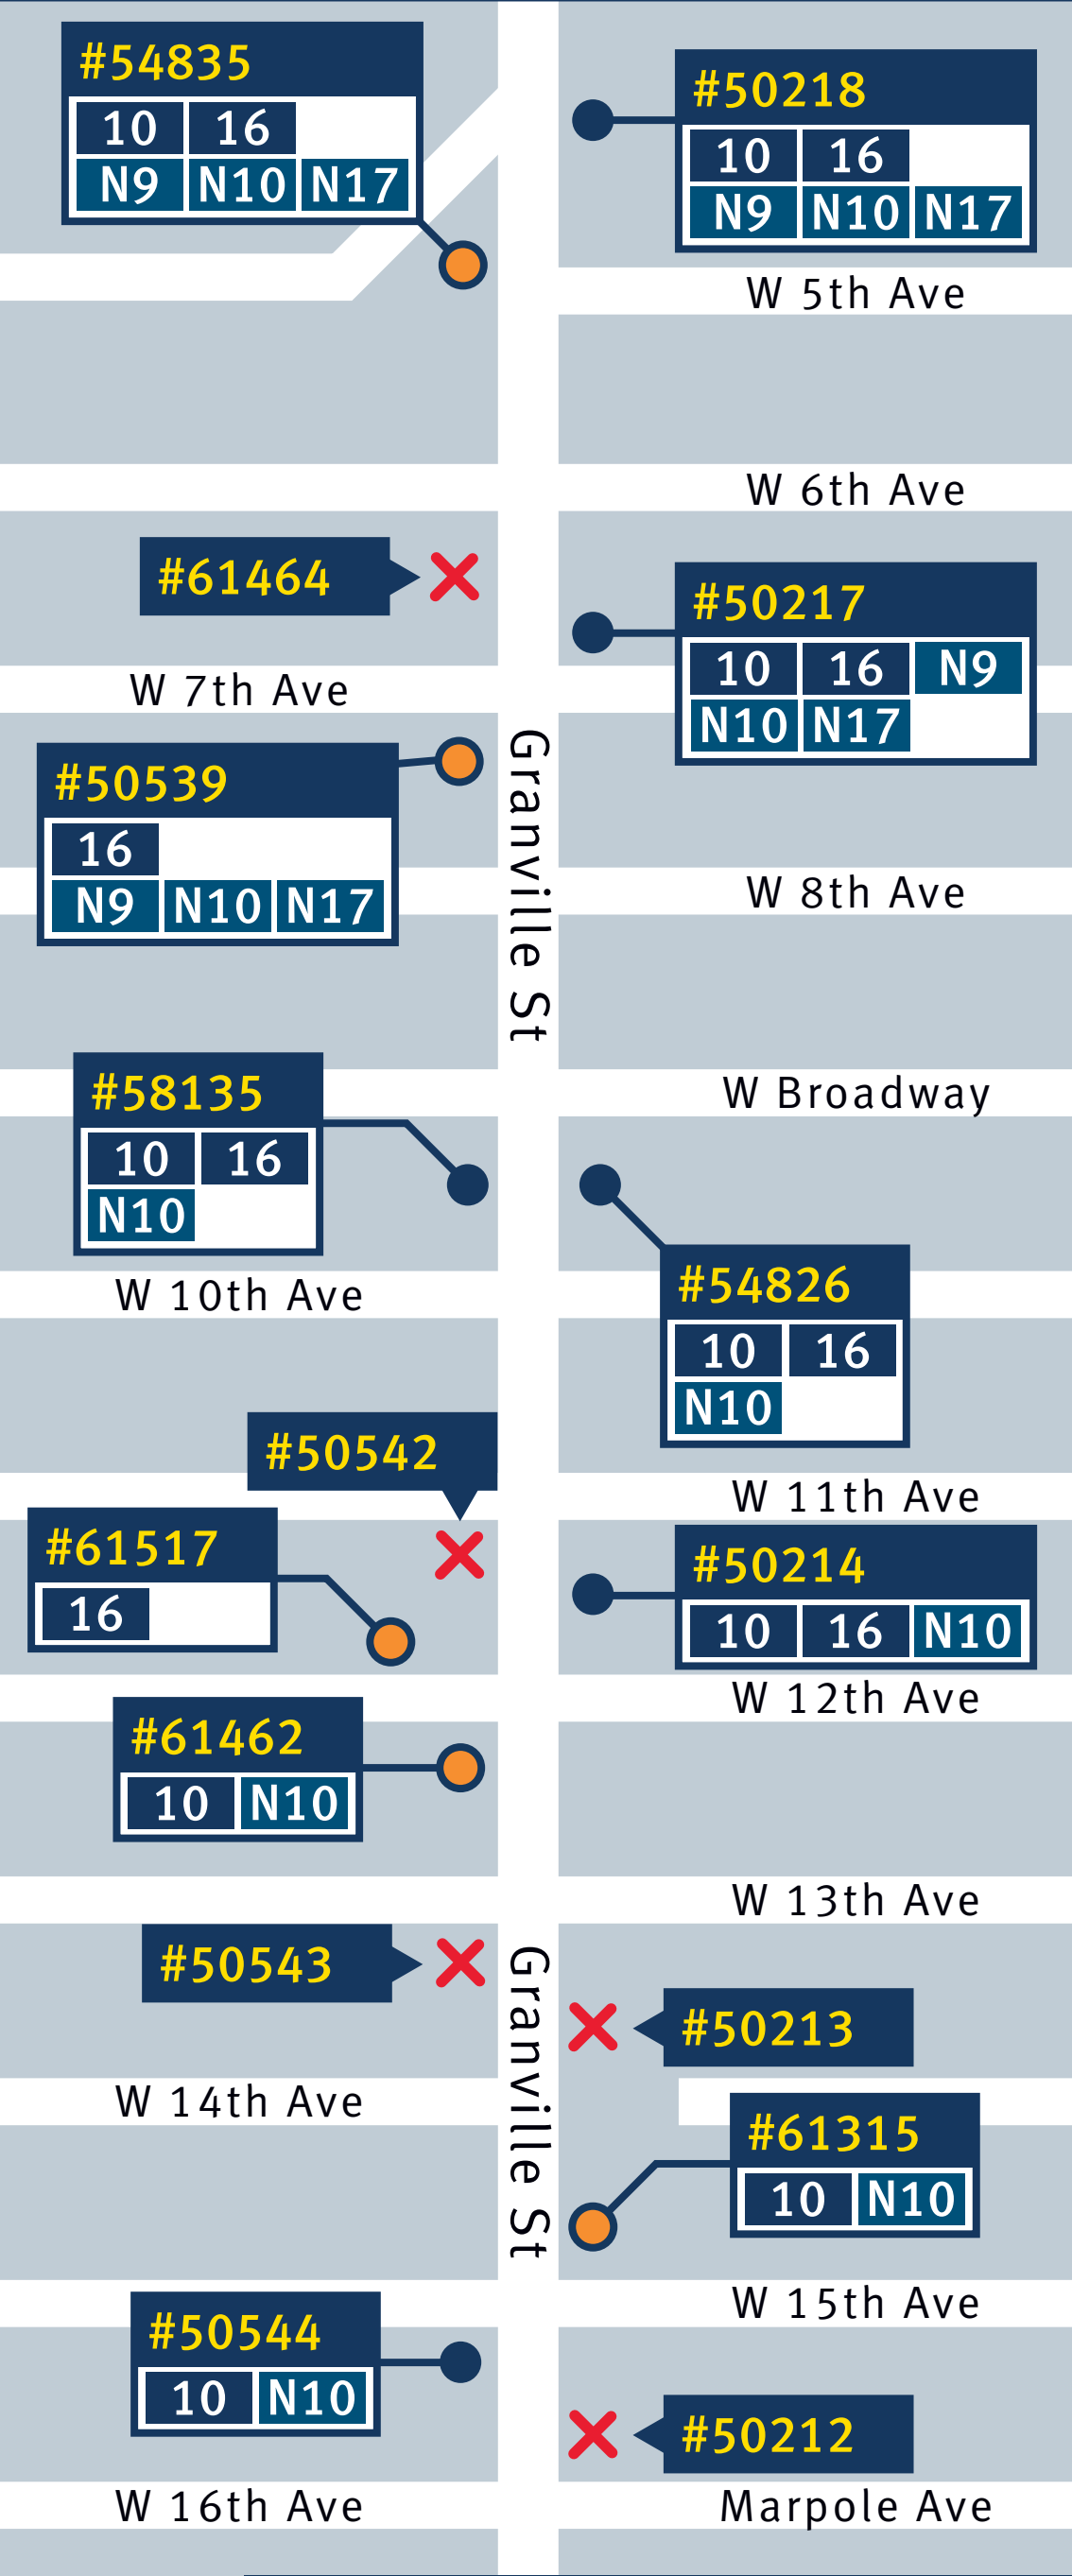 #54835
10 16
N9 N10 N17
#50218
10 16
N9 N10 N17
W 5th Ave
W 6th Ave
#61464
#50217
10 16 N9
N10 N17
W 7th Ave
Granville St
#50539
16
N9 N10 N17
W 8th Ave
#58135
10 16
N10
W Broadway
W 10th Ave
#54826
10 16
N10
#50542
W 11th Ave
#61517
16
#50214
10 16 N10
W 12th Ave
#61462
10 N10
W 13th Ave
#50543
Granville St
#50213
W 14th Ave
#61315
10 N10
W 15th Ave
#50544
10 N10
#50212
W 16th Ave
Marpole Ave